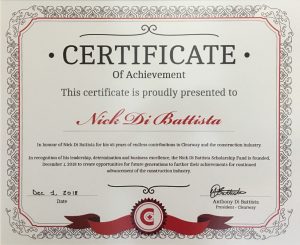 • CERTIFICATE •
Of Achievement
This certificate is proudly presented to
Nick Di Battista
In honour of Nick Di Battista for his 45 years of endless contributions to Clearway and the construction industry.
In recognition of his leadership, determination and business excellence, the Nick Di Battista Scholarship Fund is founded,
December 1, 2018 to create opportunities for future generations to further their achievements for continued
advancement of the construction industry.
Dec 1, 2018
Date
Anthony Di Battista
President - Clearway